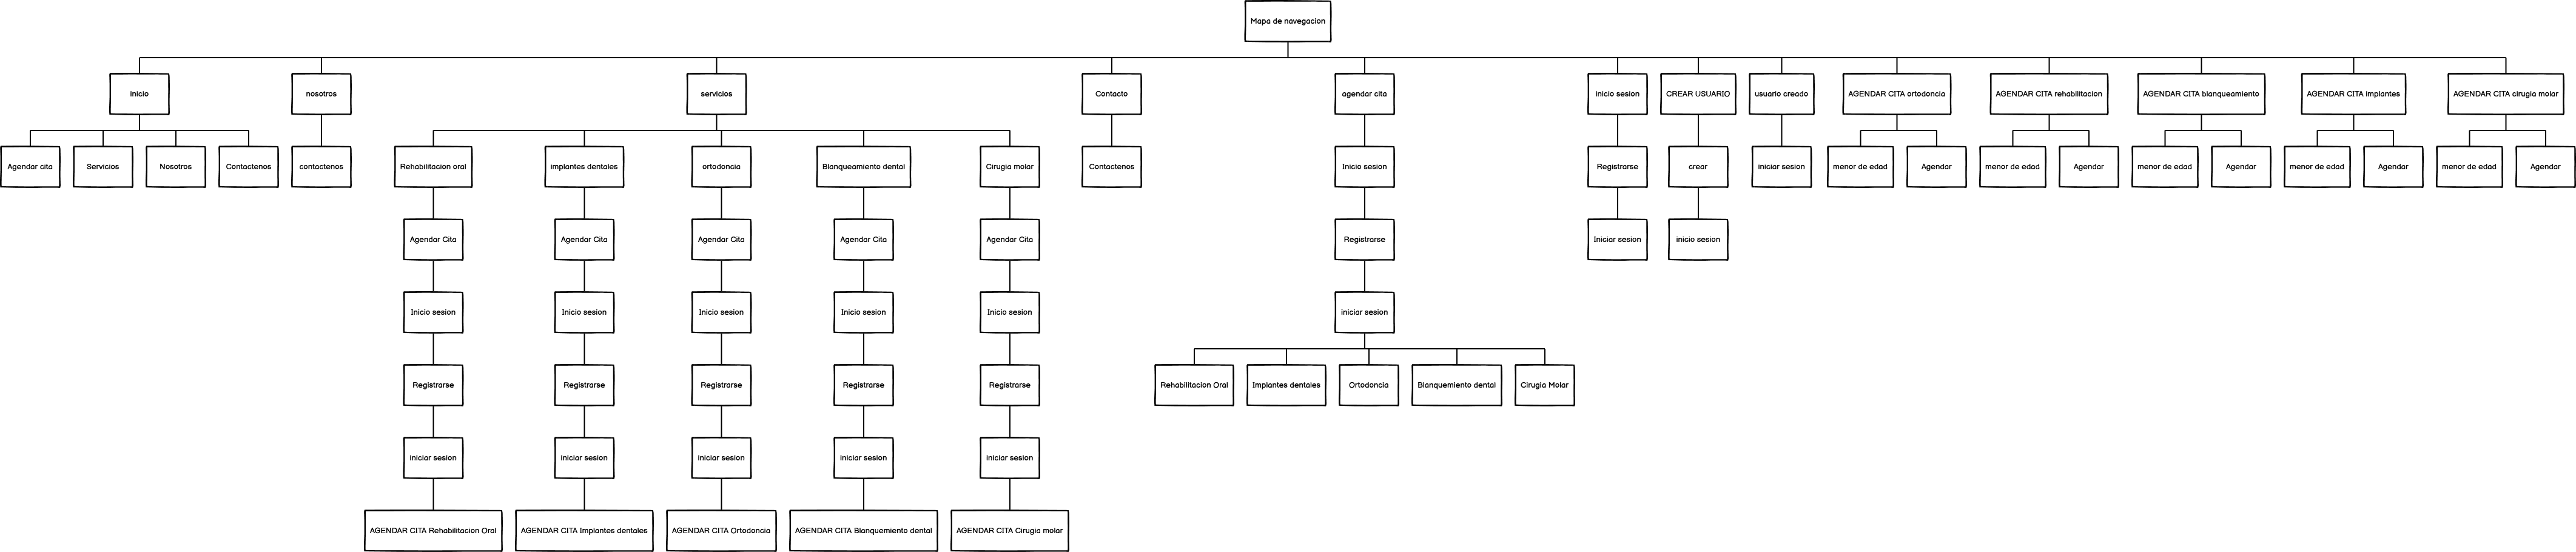 Mapa de navegacion
inicio
nosotros
servicios
Contacto
agendar cita
inicio sesion
CREAR USUARIO
usuario creado
AGENDAR CITA ortodoncia
AGENDAR CITA rehabilitacion
AGENDAR CITA blanqueamiento
AGENDAR CITA implantes
AGENDAR CITA cirugia molar
Agendar cita
Servicios
Nosotros
Contactenos
contactenos
Rehabilitacion oral
implantes dentales
ortodoncia
Blanqueamiento dental
Cirugia molar
Contactenos
Inicio sesion
Registrarse
crear
iniciar sesion
menor de edad
Agendar
menor de edad
Agendar
menor de edad
Agendar
menor de edad
Agendar
menor de edad
Agendar
Agendar Cita
Agendar Cita
Agendar Cita
Agendar Cita
Agendar Cita
Registrarse
Iniciar sesion
inicio sesion
Inicio sesion
Inicio sesion
Inicio sesion
Inicio sesion
Inicio sesion
iniciar sesion
Registrarse
Registrarse
Registrarse
Registrarse
Registrarse
Rehabilitacion Oral
Implantes dentales
Ortodoncia
Blanquemiento dental
Cirugia Molar
iniciar sesion
iniciar sesion
iniciar sesion
iniciar sesion
iniciar sesion
AGENDAR CITA Rehabilitacion Oral
AGENDAR CITA Implantes dentales
AGENDAR CITA Ortodoncia
AGENDAR CITA Blanquemiento dental
AGENDAR CITA Cirugia molar